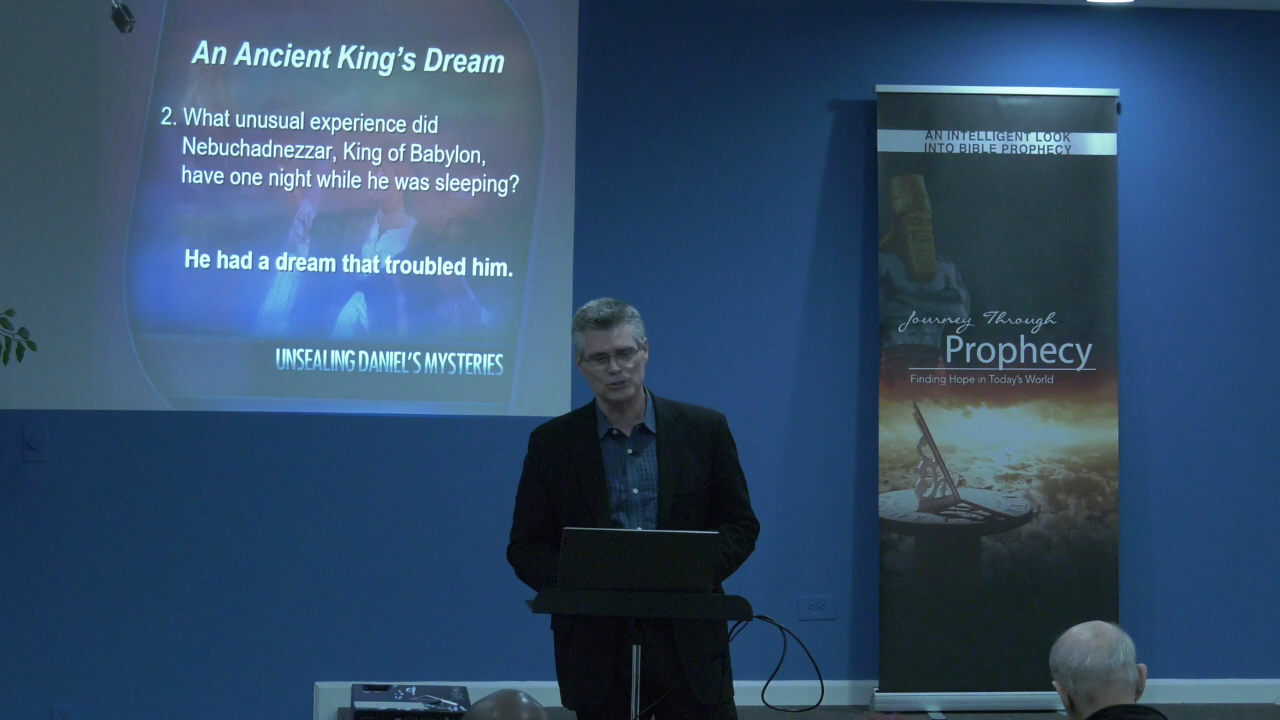 An Ancient King's Dream
2. What unusual experience did
Nebuchadnezzar, King of Babylon,
have one night while he was sleeping?
He had a dream that troubled him.
UNSEALING DANIEL'S MYSTERIES
AN INTELLIGENT LOOK
INTO BIBLE PROPHECY
Journey Through
Prophecy
Finding Hope in Today's World